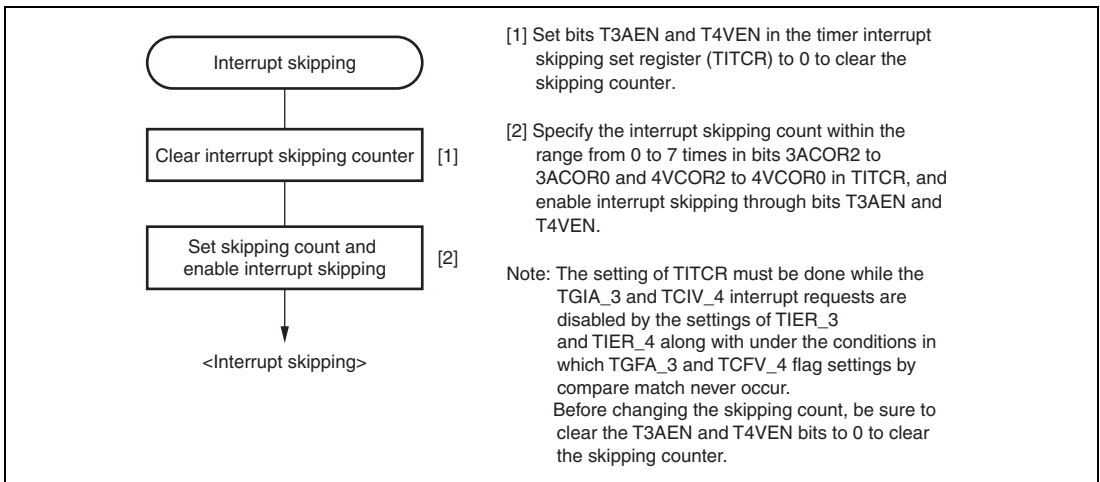 Interrupt skipping
Clear interrupt skipping counter
[1]
Set skipping count and
enable interrupt skipping
[2]
<Interrupt skipping>
[1] Set bits T3AEN and T4VEN in the timer interrupt
skipping set register (TITCR) to 0 to clear the
skipping counter.
[2] Specify the interrupt skipping count within the
range from 0 to 7 times in bits 3ACOR2 to
3ACOR0 and 4VCOR2 to 4VCOR0 in TITCR, and
enable interrupt skipping through bits T3AEN and
T4VEN.
Note: The setting of TITCR must be done while the
TGIA_3 and TCIV_4 interrupt requests are
disabled by the settings of TIER_3
and TIER_4 along with under the conditions in
which TGFA_3 and TCFV_4 flag settings by
compare match never occur.
Before changing the skipping count, be sure to
clear the T3AEN and T4VEN bits to 0 to clear
the skipping counter.